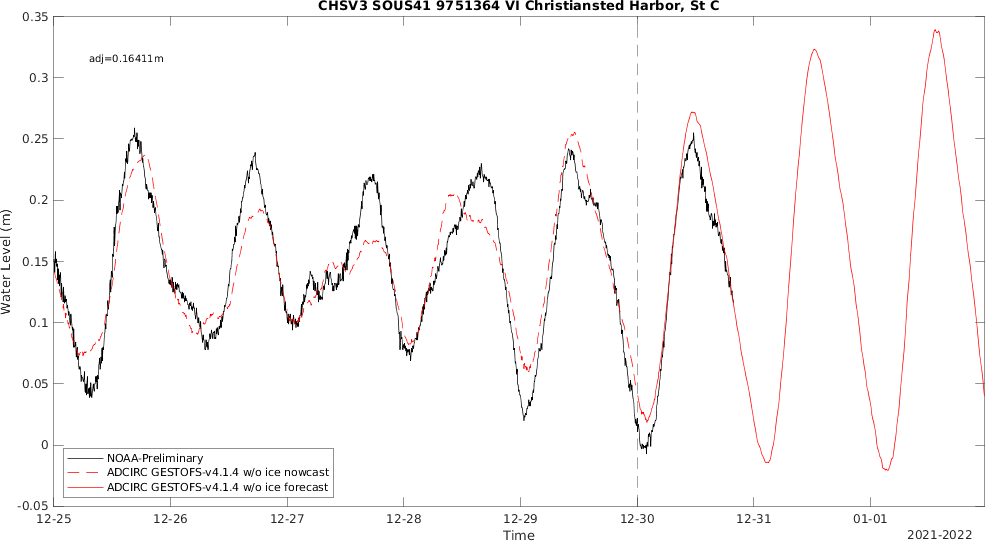 CHSV3 SOUS41 9751364 VI Christiansted Harbor, St C
0.35
adj=0.16411m
0.3
0.25
0.2
0.15
0.1
0.05
0
-0.05
Water Level (m)
NOAA-Preliminary
ADCIRC GESTOFS-v4.1.4 w/o ice nowcast
ADCIRC GESTOFS-v4.1.4 w/o ice forecast
12-25 12-26 12-27 12-28 12-29 12-30 12-31 01-01
Time
2021-2022